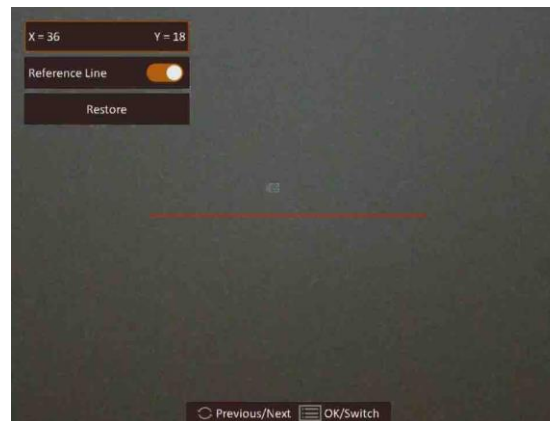 X = 36 Y = 18
Reference Line
Restore
Previous/Next OK/Switch